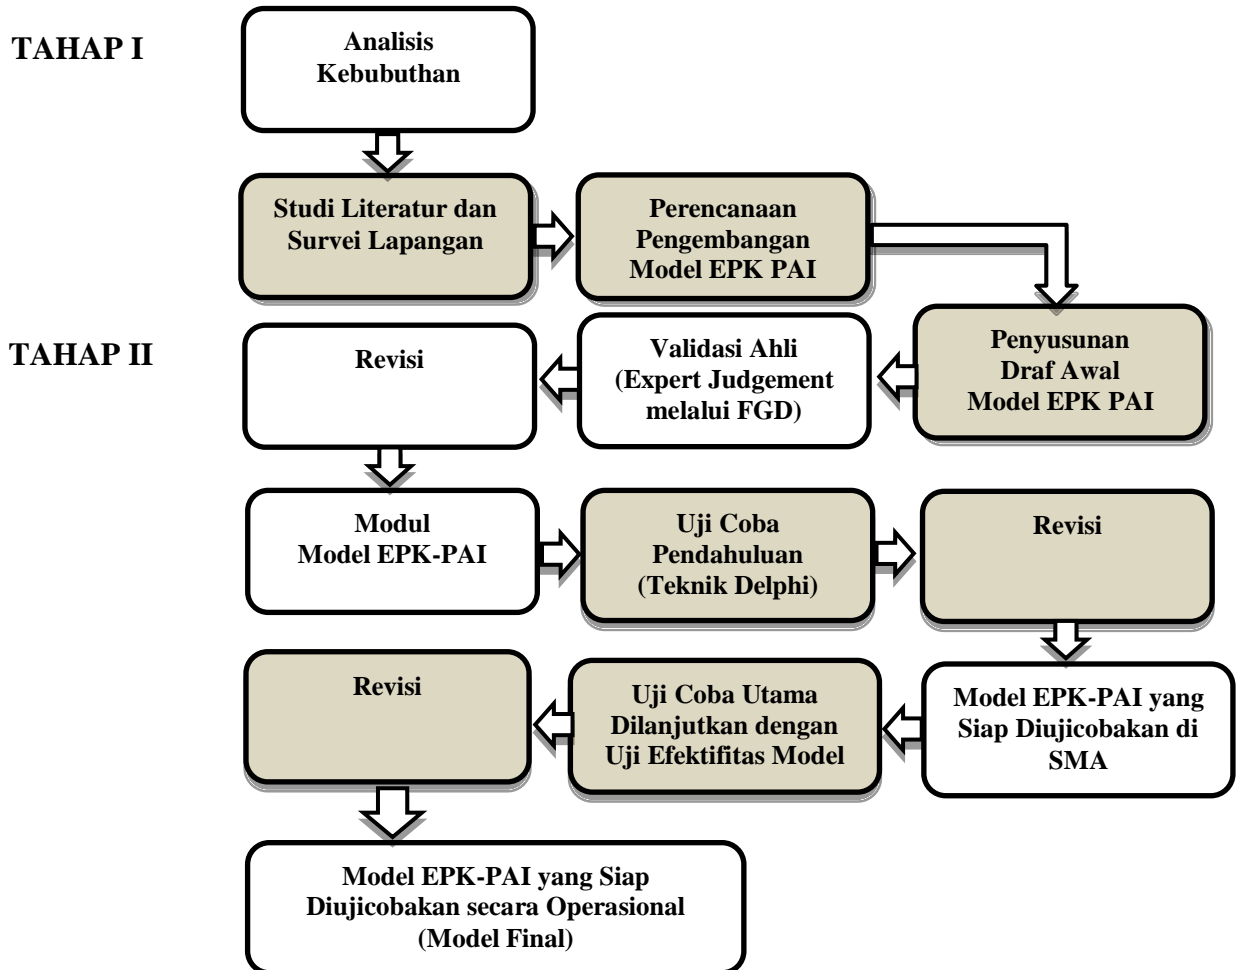 TAHAP I
Analisis
Kebubuthan
Studi Literatur dan
Survei Lapangan
Perencanaan
Pengembangan
Model EPK PAI
TAHAP II
Penyusunan
Draf Awal
Model EPK PAI
Validasi Ahli
(Expert Judgement
melalui FGD)
Revisi
Modul
Model EPK-PAI
Uji Coba
Pendahuluan
(Teknik Delphi)
Revisi
Model EPK-PAI yang
Siap Diujicobakan di
SMA
Uji Coba Utama
Dilanjutkan dengan
Uji Efektifitas Model
Revisi
Model EPK-PAI yang Siap
Diujicobakan secara Operasional
(Model Final)